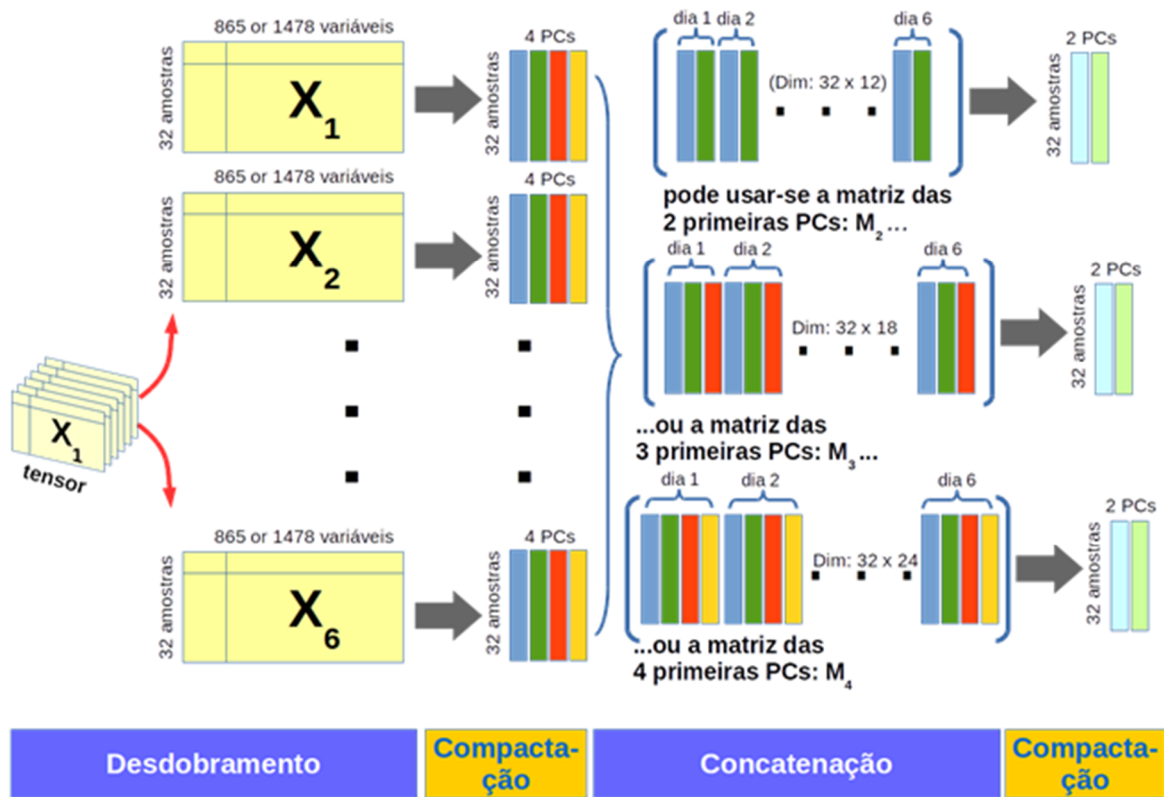 865 or 1478 variáveis
32 amostras
X1
4 PCs
32 amostras
865 or 1478 variáveis
32 amostras
X2
4 PCs
32 amostras
X1
tensor
865 or 1478 variáveis
32 amostras
X6
4 PCs
32 amostras
dia 1
dia 2
dia 6
(Dim: 32 x 12)
2 PCs
32 amostras
pode usar-se a matriz das
2 primeiras PCs: M2 ...
dia 1
dia 2
dia 6
Dim: 32 x 18
2 PCs
32 amostras
...ou a matriz das
3 primeiras PCs: M3 ...
dia 1
dia 2
dia 6
Dim: 32 x 24
2 PCs
32 amostras
...ou a matriz das
4 primeiras PCs: M4
Desdobramento
Compacta-
ção
Concatenação
Compacta-
ção